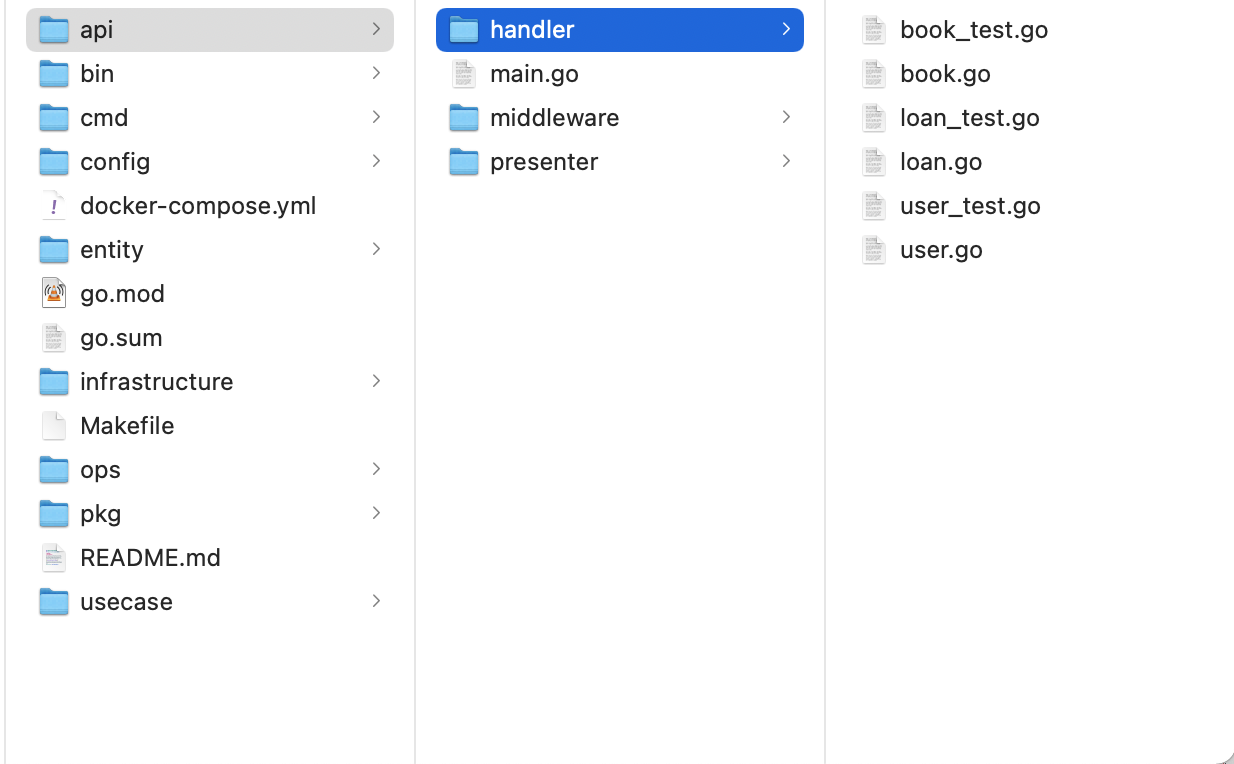 api
bin
cmd
config
docker-compose.yml
entity
go.mod
go.sum
infrastructure
Makefile
ops
pkg
README.md
usecase
handler
main.go
middleware
presenter
book_test.go
book.go
loan_test.go
loan.go
user_test.go
user.go